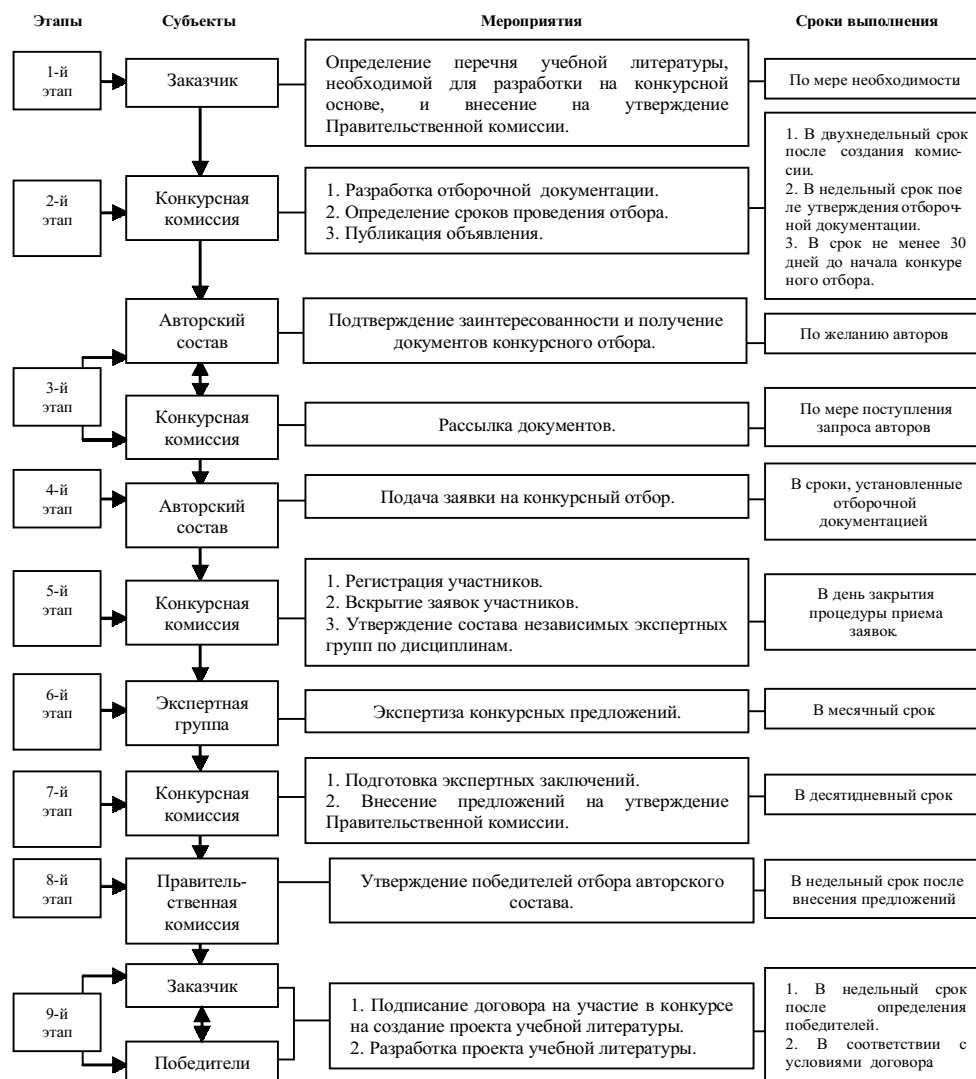 Этапы Субъекты Мероприятия Сроки выполнения
1-й
этап
Заказчик
Определение перечня учебной литературы,
необходимой для разработки на конкурсной
основе, и внесение на утверждение
Правительственной комиссии.
По мере необходимости
2-й
этап
Конкурсная
комиссия
1. Разработка отборочной документации.
2. Определение сроков проведения отбора.
3. Публикация объявления.
1. В двухнедельный срок
после создания комис-
сии.
2. В недельный срок пос
ле утверждения отбороч
ной документации.
3. В срок не менее 30
дней до начала конкурс
ного отбора.
3-й
этап
Авторский
состав
Подтверждение заинтересованности и получение
документов конкурсного отбора.
По желанию авторов
Конкурсная
комиссия
Рассылка документов.
По мере поступления
запроса авторов
4-й
этап
Авторский
состав
Подача заявки на конкурсный отбор.
В сроки, установленные
отборочной
документацией
5-й
этап
Конкурсная
комиссия
1. Регистрация участников.
2. Вскрытие заявок участников.
3. Утверждение состава независимых экспертных
групп по дисциплинам.
В день закрытия
процедуры приема
заявок.
6-й
этап
Экспертная
группа
Экспертиза конкурсных предложений.
В месячный срок
7-й
этап
Конкурсная
комиссия
1. Подготовка экспертных заключений.
2. Внесение предложений на утверждение
Правительственной комиссии.
В десятидневный срок
8-й
этап
Правитель-
ственная
комиссия
Утверждение победителей отбора авторского
состава.
В недельный срок после
внесения предложений
9-й
этап
Заказчик
Победители
1. Подписание договора на участие в конкурсе
на создание проекта учебной литературы.
2. Разработка проекта учебной литературы.
1. В недельный срок
после определения
победителей.
2. В соответствии с
условиями договора